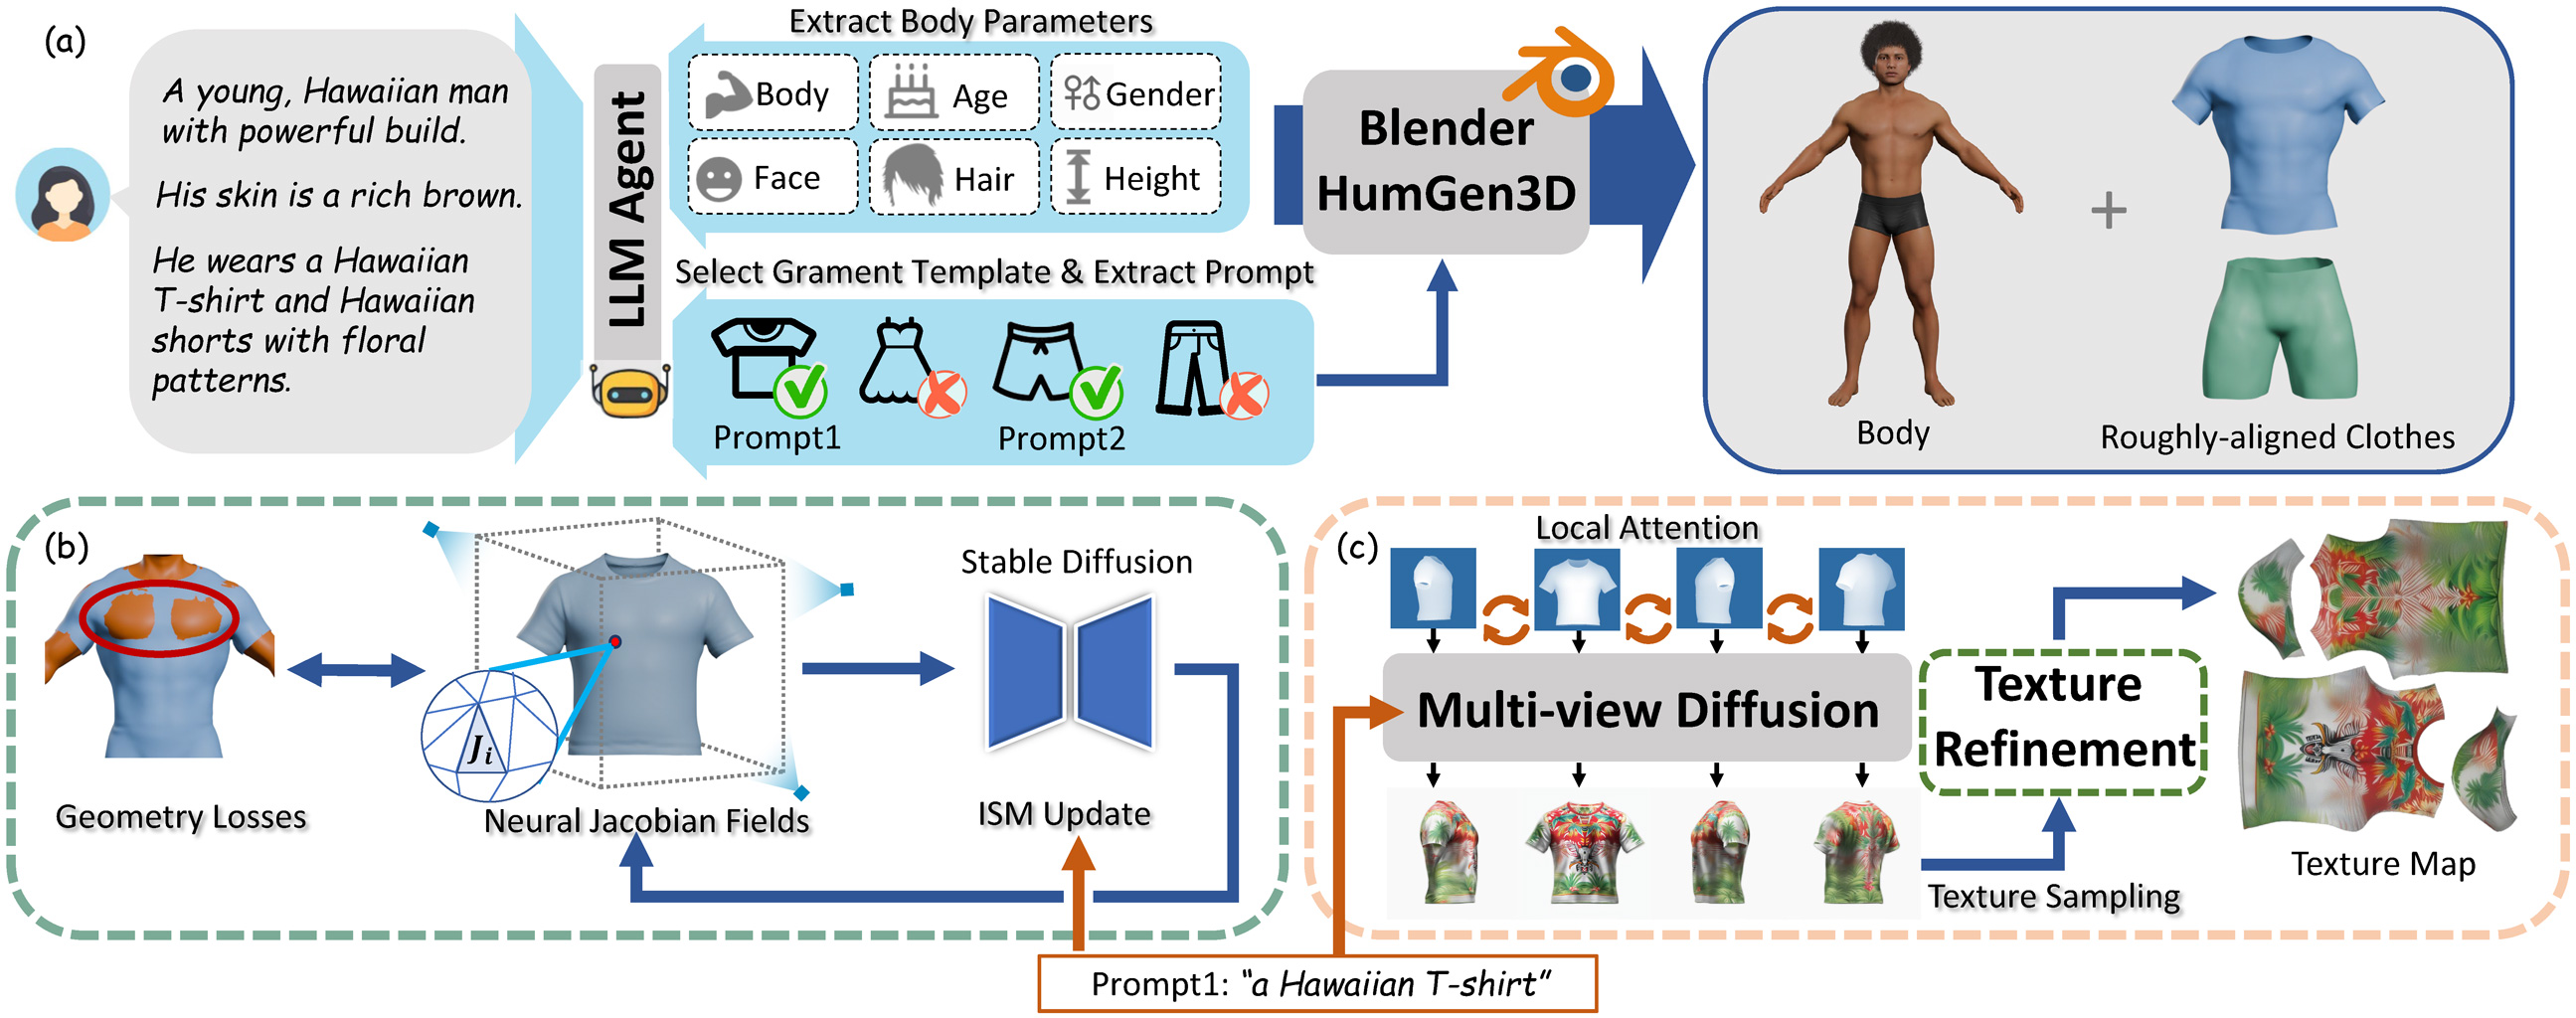 (a)
A young, Hawaiian man
with powerful build.
His skin is a rich brown.
He wears a Hawaiian
T-shirt and Hawaiian
shorts with floral
patterns.
LLM Agent
Extract Body Parameters
Body
Age
Gender
Face
Hair
Height
Select Grament Template & Extract Prompt
Prompt1
Prompt2
Blender
HumGen3D
+
Body
Roughly-aligned Clothes
(b)
Geometry Losses
Ji
Neural Jacobian Fields
Stable Diffusion
ISM Update
(c)
Local Attention
Multi-view Diffusion
Texture
Refinement
Texture Sampling
Texture Map
Prompt1: “a Hawaiian T-shirt“